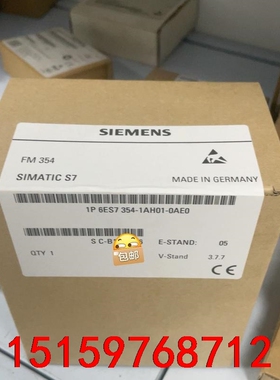 SIEMENS
FM 354
SIMATIC S7
MADE IN GERMANY
1P 6ES7 354-1AH01-0AE0
S C-B
E-STAND: 05
QTY 1
包邮
V-Stand 3.7.7
CE
15159768712